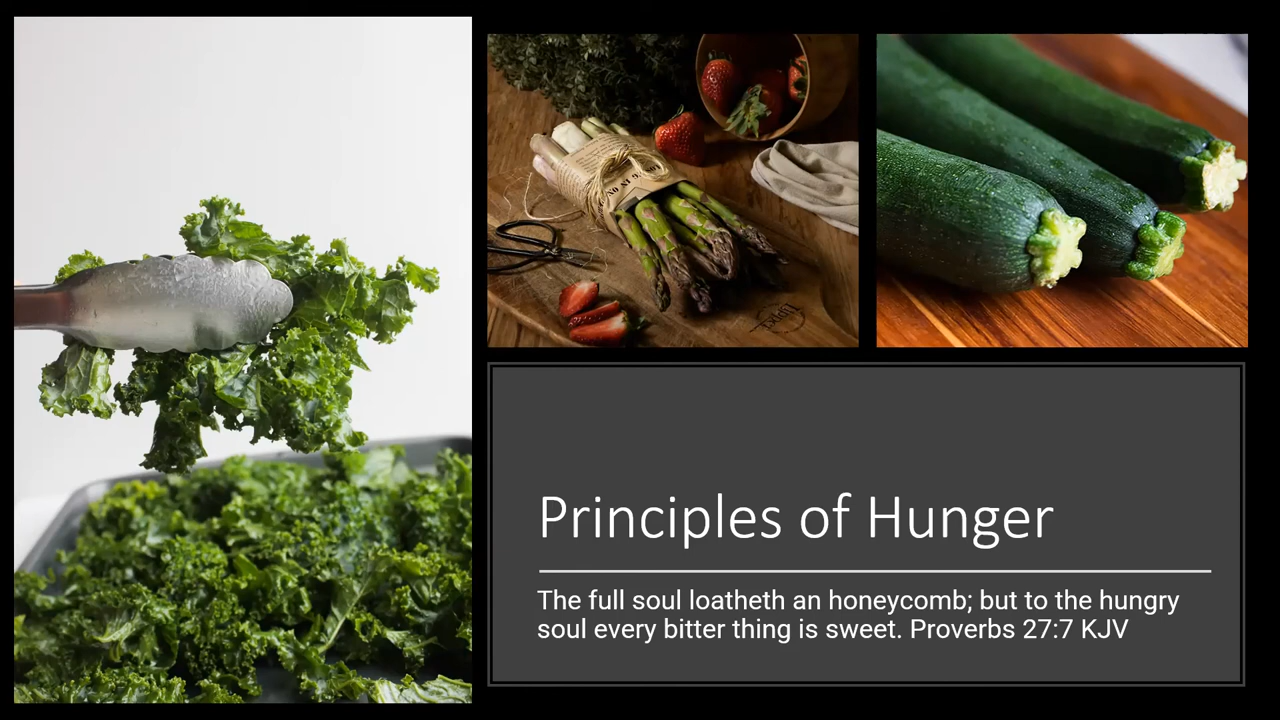 Principles of Hunger
The full soul loatheth an honeycomb; but to the hungry
soul every bitter thing is sweet. Proverbs 27:7 KJV